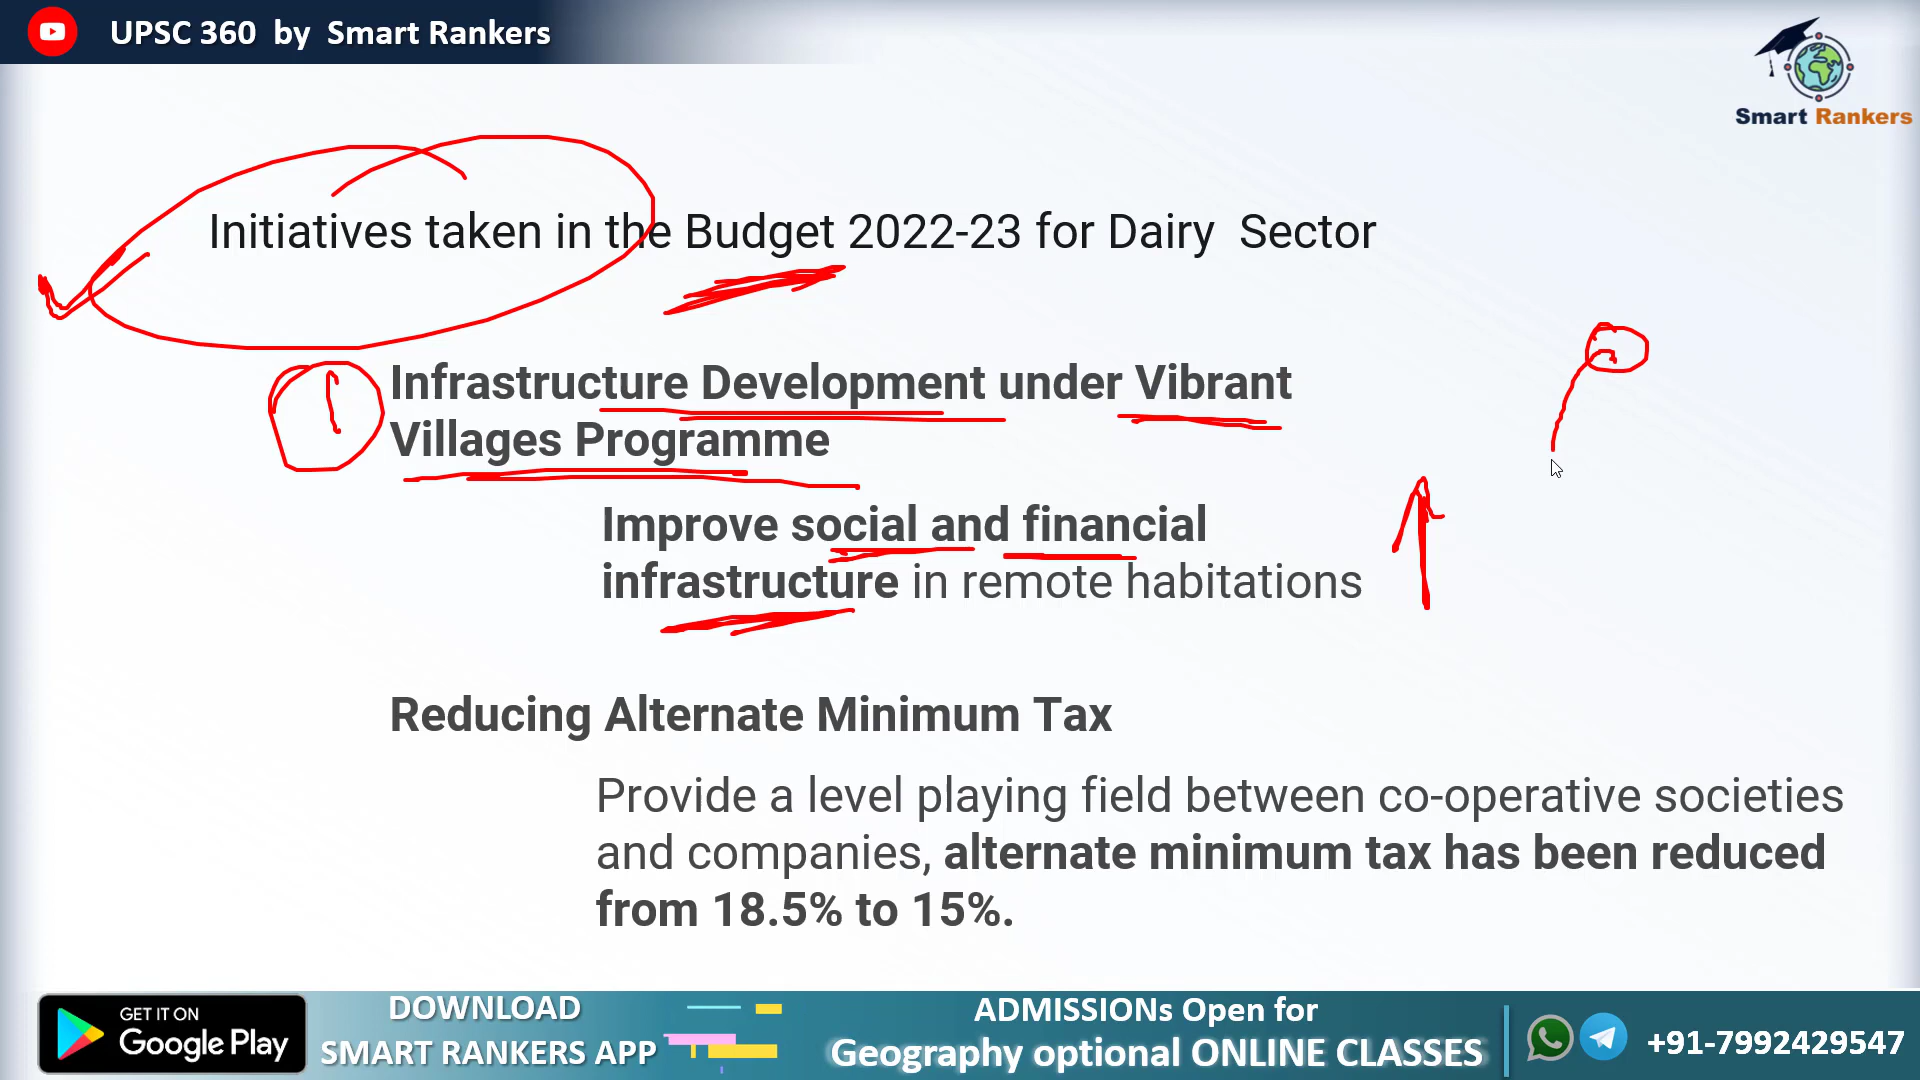 UPSC 360 by Smart Rankers
Smart Rankers
Initiatives taken in the Budget 2022-23 for Dairy Sector
1
Infrastructure Development under Vibrant
Villages Programme
Improve social and financial
infrastructure in remote habitations
Reducing Alternate Minimum Tax
Provide a level playing field between co-operative societies
and companies, alternate minimum tax has been reduced
from 18.5% to 15%.
GET IT ON
Google Play
DOWNLOAD
SMART RANKERS APP
ADMISSIONs Open for
Geography optional ONLINE CLASSES
+91-7992429547